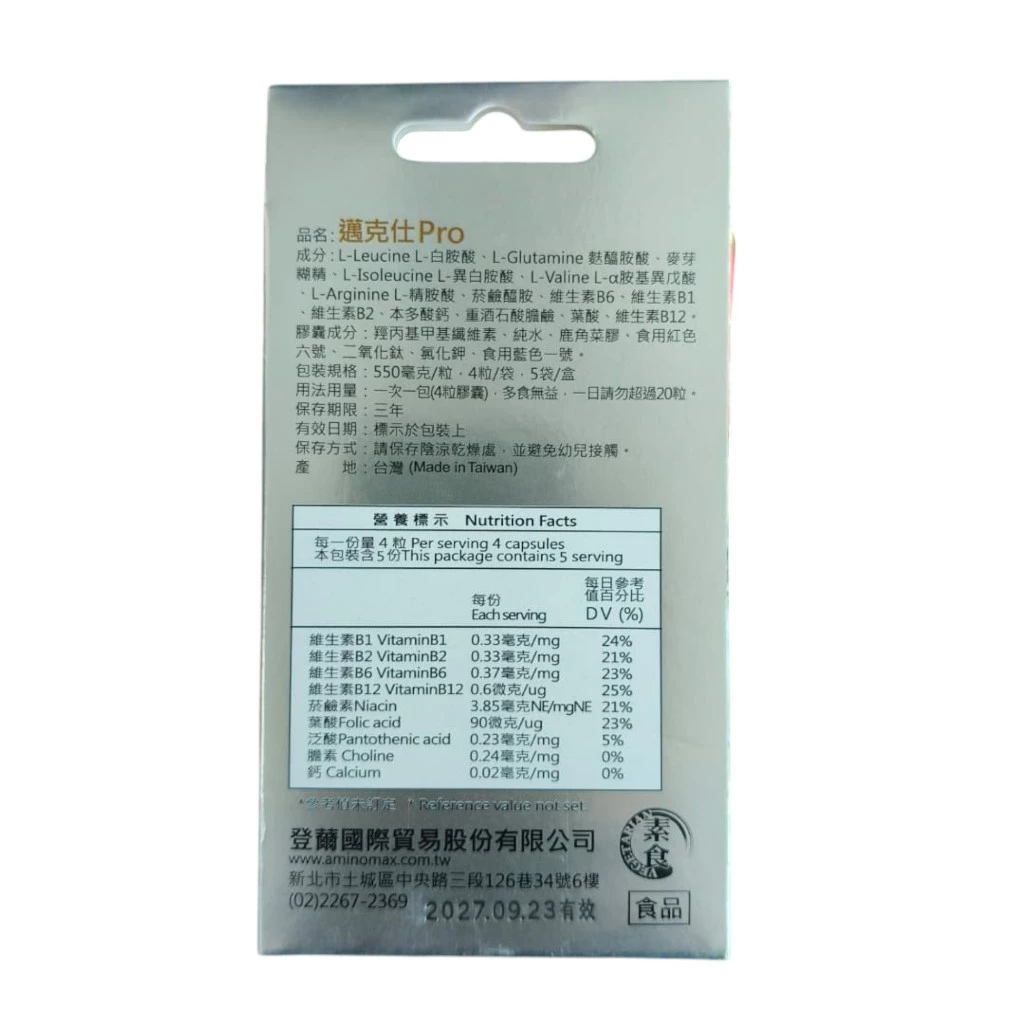 品名:邁克仕Pro
成分:L-Leucine L-白胺酸、L-Glutamine 麩醯胺酸、麥芽
糊精、L-Isoleucine L-異白胺酸、L-Valine L-α胺基異戊酸
、L-Arginine L-精胺酸、菸鹼醯胺、維生素B6、維生素B1
、維生素B2、本多酸鈣、重酒石酸膽鹼、葉酸、維生素B12。
膠囊成分:羥丙基甲基纖維素、純水、鹿角菜膠、食用紅色
六號、二氧化鈦、氯化鉀、食用藍色一號。
包裝規格:550毫克/粒,4粒/袋,5袋/盒
用法用量:一次一包(4粒膠囊),多食無益,一日請勿超過20粒。
保存期限:三年
有效日期:標示於包裝上
保存方式:請保存陰涼乾燥處,並避免幼兒接觸。
產 地:台灣 (Made in Taiwan)
營養標示 Nutrition Facts
每一份量 4 粒 Per serving 4 capsules
本包裝含5份This package contains 5 serving
每份 Each serving 每日參考值百分比 DV (%)
維生素B1 VitaminB1 0.33毫克/mg 24%
維生素B2 VitaminB2 0.33毫克/mg 21%
維生素B6 VitaminB6 0.37毫克/mg 23%
維生素B12 VitaminB12 0.6微克/ug 25%
菸鹼素Niacin 3.85毫克NE/mgNE 21%
葉酸Folic acid 90微克/ug 23%
泛酸Pantothenic acid 0.23毫克/mg 5%
膽素 Choline 0.24毫克/mg 0%
鈣 Calcium 0.02毫克/mg 0%
*參考值未訂定 * Reference value not set.
登薾國際貿易股份有限公司
www.aminomax.com.tw
新北市土城區中央路三段126巷34號6樓
(02)2267-2369
2027.09.23有效
VEGETARIAN
素食
食品